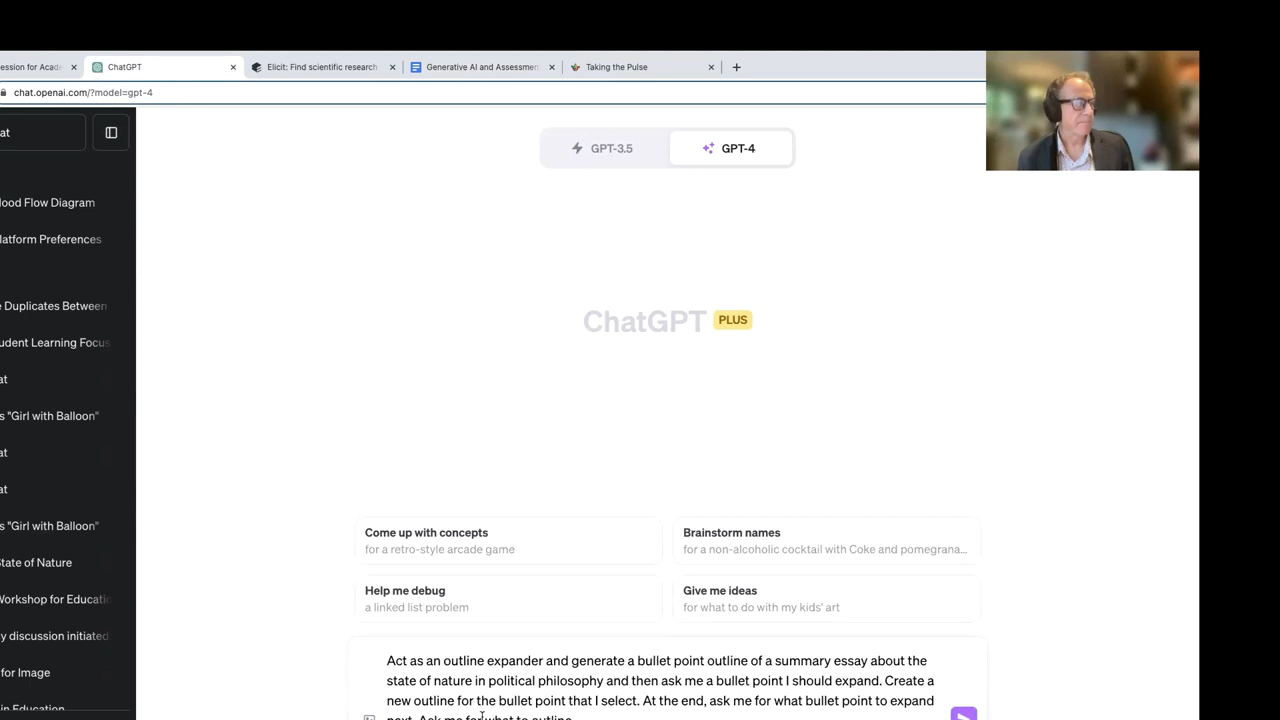 ession for Acade
ChatGPT
Elicit: Find scientific research
Generative AI and Assessmen
Taking the Pulse
chat.openai.com/?model=gpt-4
at
GPT-3.5
GPT-4
lood Flow Diagram
latform Preferences
e Duplicates Between
udent Learning Focus
at
s "Girl with Balloon"
at
at
s "Girl with Balloon"
State of Nature
Workshop for Educatio
y discussion initiated
for Image
in Education
ChatGPT PLUS
Come up with concepts
for a retro-style arcade game
Brainstorm names
for a non-alcoholic cocktail with Coke and pomegrana...
Help me debug
a linked list problem
Give me ideas
for what to do with my kids' art
Act as an outline expander and generate a bullet point outline of a summary essay about the
state of nature in political philosophy and then ask me a bullet point I should expand. Create a
new outline for the bullet point that I select. At the end, ask me for what bullet point to expand
next. Ask me for what to outline.